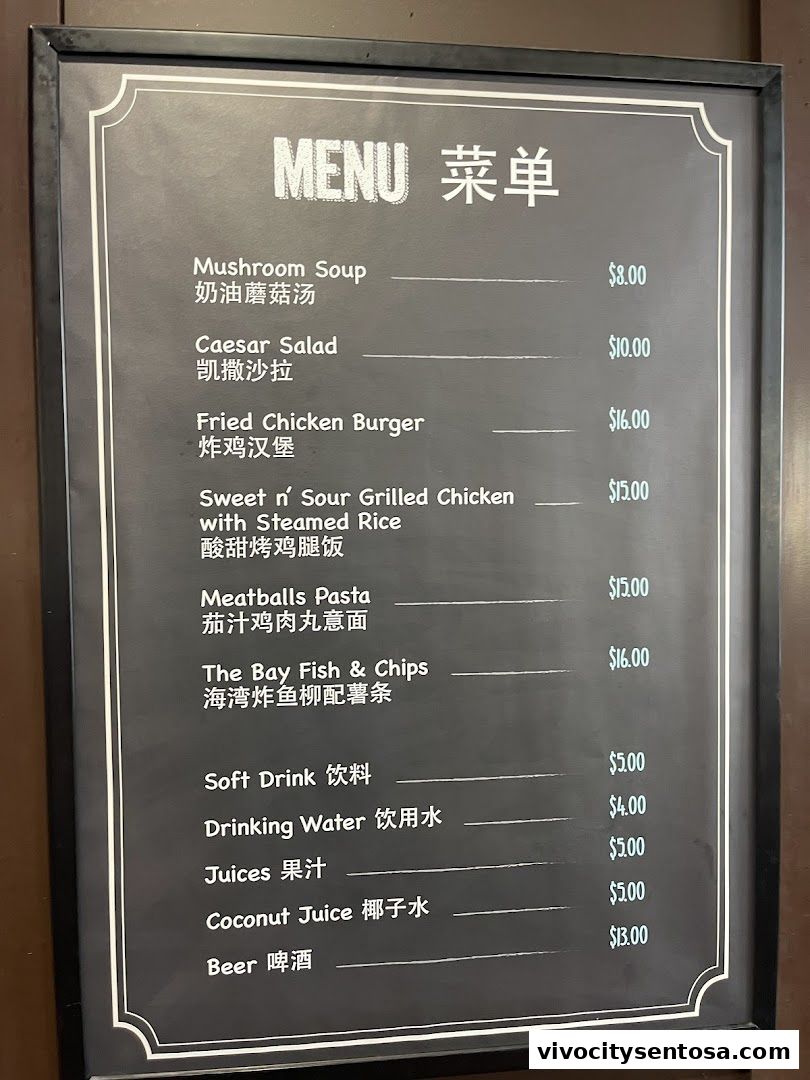 MENU 菜单
Mushroom Soup $8.00
奶油蘑菇汤
Caesar Salad $10.00
凯撒沙拉
Fried Chicken Burger $16.00
炸鸡汉堡
Sweet n' Sour Grilled Chicken $15.00
with Steamed Rice
酸甜烤鸡腿饭
Meatballs Pasta $15.00
茄汁鸡肉丸意面
The Bay Fish & Chips $16.00
海湾炸鱼柳配薯条
Soft Drink 饮料 $5.00
Drinking Water 饮用水 $4.00
Juices 果汁 $5.00
Coconut Juice 椰子水 $5.00
Beer 啤酒 $13.00
vivocitysentosa.com